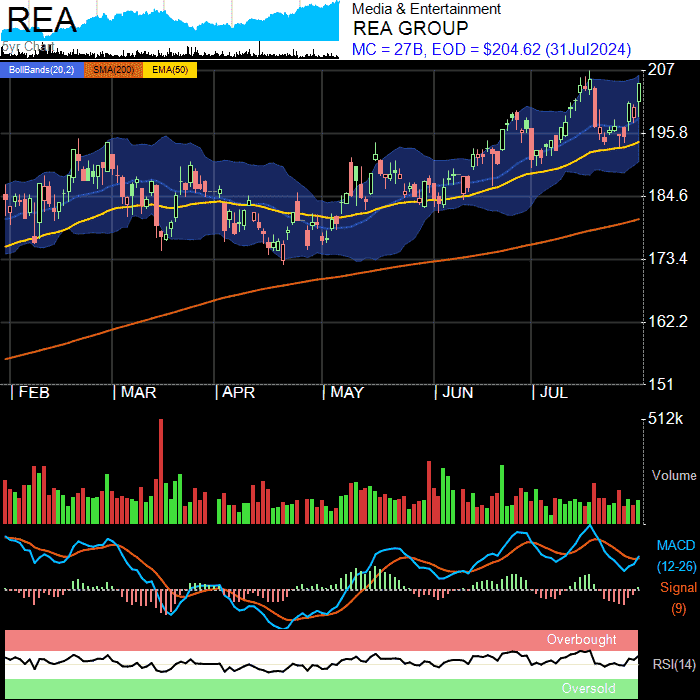 REA
5yr Chart
Media & Entertainment
REA GROUP
MC = 27B, EOD = $204.62 (31Jul2024)
BollBands(20,2) SMA(200) EMA(50)
207
195.8
184.6
173.4
162.2
151
| FEB | MAR | APR | MAY | JUN | JUL
512k
Volume
MACD
(12-26)
Signal
(9)
Overbought
RSI(14)
Oversold